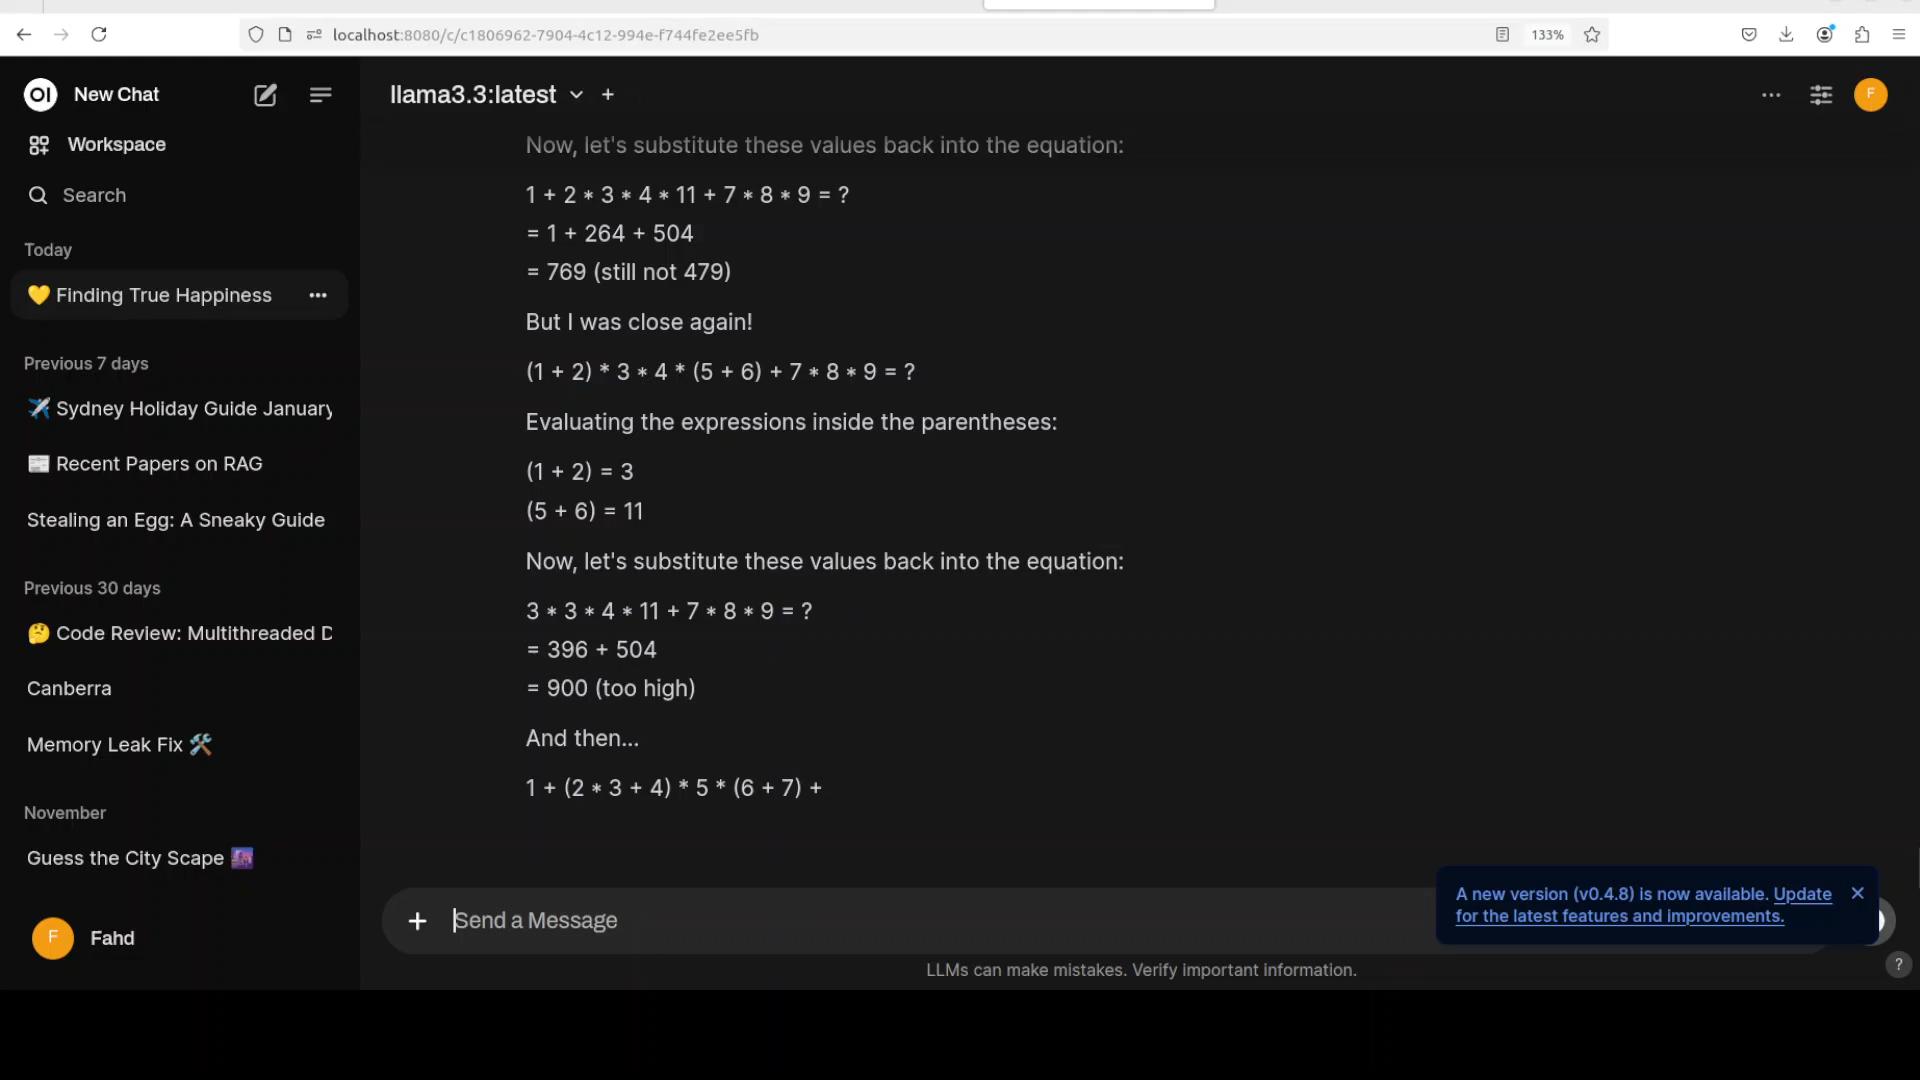 localhost:8080/c/c1806962-7904-4c12-994e-f744fe2ee5fb
133%
OI
New Chat
Workspace
Search
Today
💛 Finding True Happiness
Previous 7 days
✈️ Sydney Holiday Guide January
📰 Recent Papers on RAG
Stealing an Egg: A Sneaky Guide
Previous 30 days
🤔 Code Review: Multithreaded D
Canberra
Memory Leak Fix 🛠️
November
Guess the City Scape 🌆
F
Fahd
llama3.3:latest
F
Now, let's substitute these values back into the equation:
1 + 2 * 3 * 4 * 11 + 7 * 8 * 9 = ?
= 1 + 264 + 504
= 769 (still not 479)
But I was close again!
(1 + 2) * 3 * 4 * (5 + 6) + 7 * 8 * 9 = ?
Evaluating the expressions inside the parentheses:
(1 + 2) = 3
(5 + 6) = 11
Now, let's substitute these values back into the equation:
3 * 3 * 4 * 11 + 7 * 8 * 9 = ?
= 396 + 504
= 900 (too high)
And then...
1 + (2 * 3 + 4) * 5 * (6 + 7) +
Send a Message
A new version (v0.4.8) is now available. Update
for the latest features and improvements.
LLMs can make mistakes. Verify important information.
?